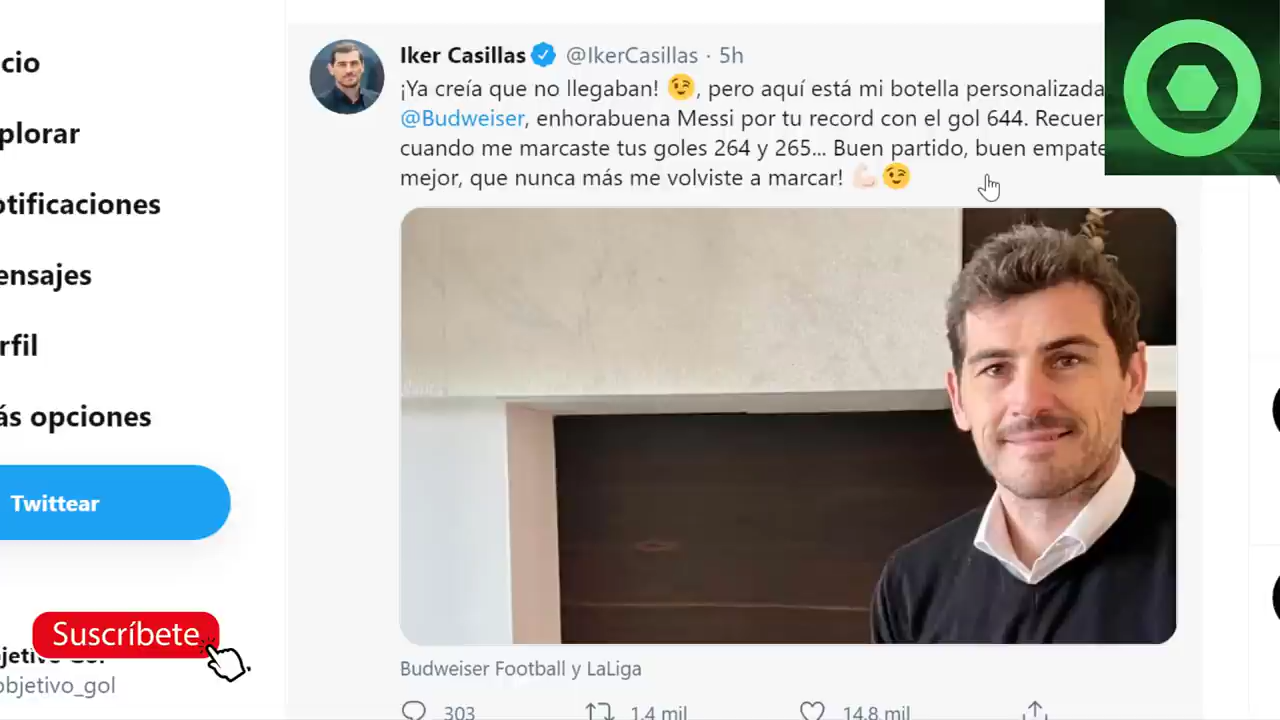 cio
plorar
otificaciones
ensajes
rfil
ás opciones
Twittear
Suscríbete
objetivo_gol
Iker Casillas @IkerCasillas · 5h
¡Ya creía que no llegaban! 😉, pero aquí está mi botella personalizada
@Budweiser, enhorabuena Messi por tu record con el gol 644. Recuer
cuando me marcaste tus goles 264 y 265... Buen partido, buen empate
mejor, que nunca más me volviste a marcar! 💪🏻😉
Budweiser Football y LaLiga
303 1,4 mil 14,8 mil